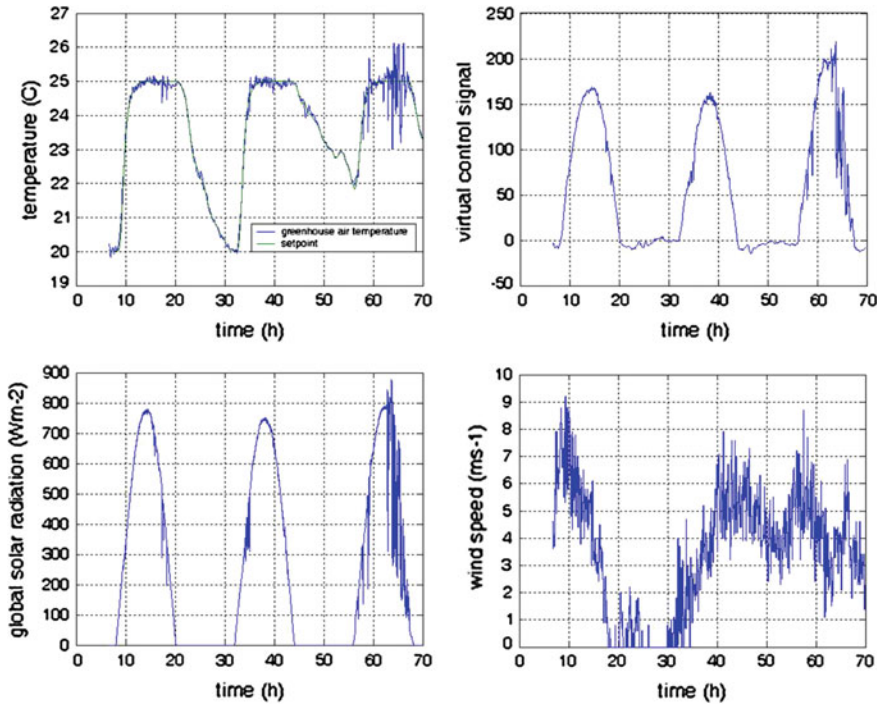 temperature (C)
26
25
24
23
22
21
20
19
0 10 20 30 40 50 60 70
greenhouse air temperature
setpoint
time (h)
virtual control signal
250
200
150
100
50
0
-50
0 10 20 30 40 50 60 70
time (h)
global solar radiation (Wm-2)
900
800
700
600
500
400
300
200
100
0
0 10 20 30 40 50 60 70
time (h)
wind speed (ms-1)
10
9
8
7
6
5
4
3
2
1
0
0 10 20 30 40 50 60 70
time (h)